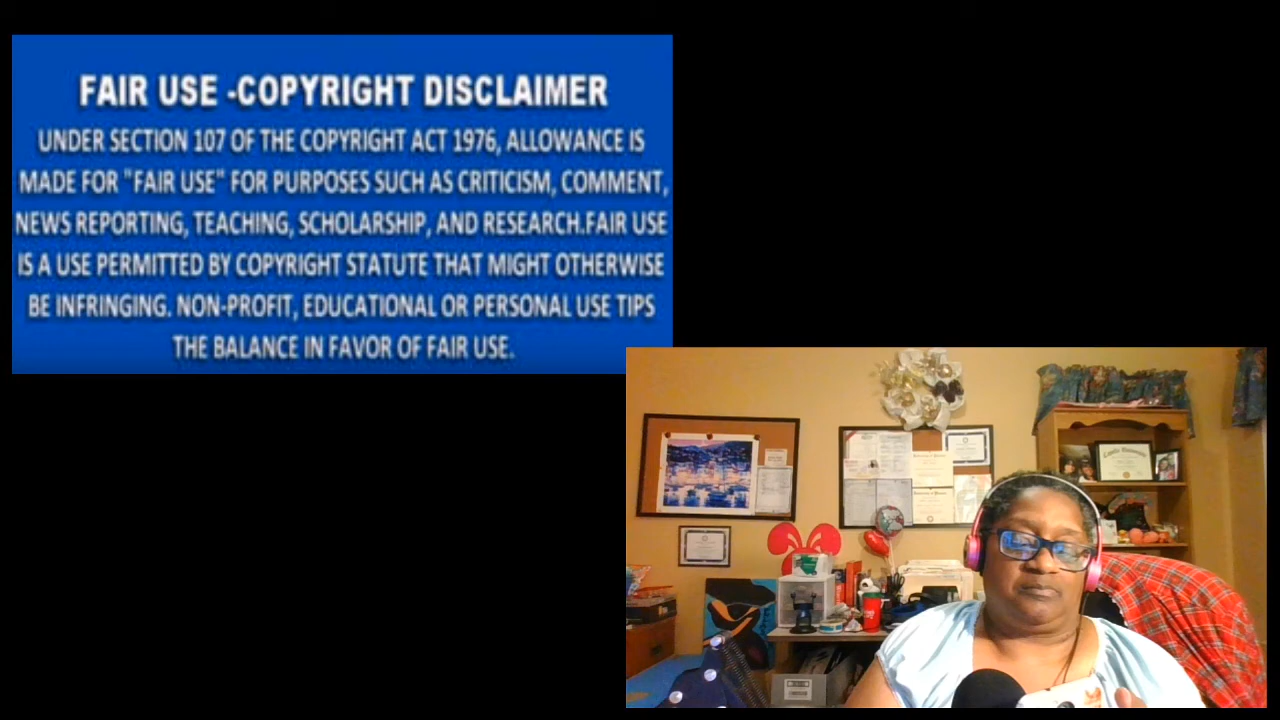 FAIR USE -COPYRIGHT DISCLAIMER
UNDER SECTION 107 OF THE COPYRIGHT ACT 1976, ALLOWANCE IS
MADE FOR "FAIR USE" FOR PURPOSES SUCH AS CRITICISM, COMMENT,
NEWS REPORTING, TEACHING, SCHOLARSHIP, AND RESEARCH.FAIR USE
IS A USE PERMITTED BY COPYRIGHT STATUTE THAT MIGHT OTHERWISE
BE INFRINGING. NON-PROFIT, EDUCATIONAL OR PERSONAL USE TIPS
THE BALANCE IN FAVOR OF FAIR USE.